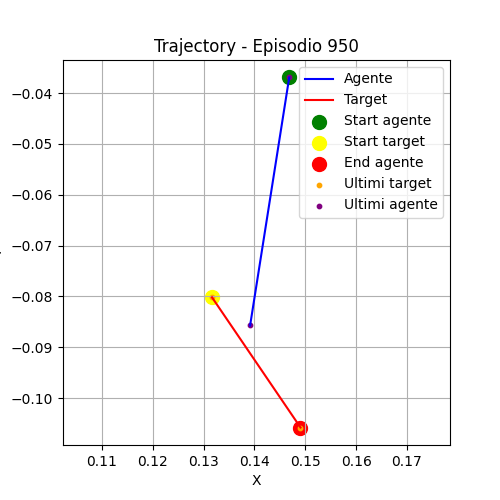 Trajectory - Episodio 950
Agente
Target
Start agente
Start target
End agente
Ultimi target
Ultimi agente
−0.04
−0.05
−0.06
−0.07
−0.08
−0.09
−0.10
0.11 0.12 0.13 0.14 0.15 0.16 0.17
X